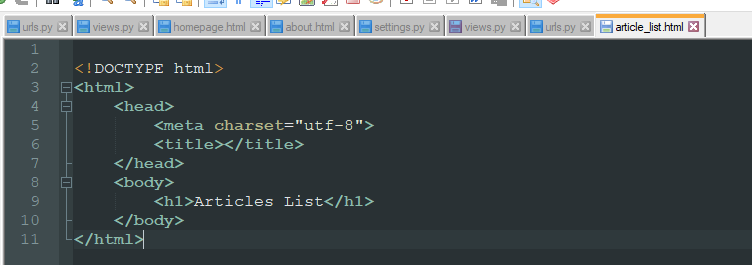 urls.py views.py homepage.html about.html settings.py views.py urls.py article_list.html
1
2 <!DOCTYPE html>
3 <html>
4 <head>
5 <meta charset="utf-8">
6 <title></title>
7 </head>
8 <body>
9 <h1>Articles List</h1>
10 </body>
11 </html>